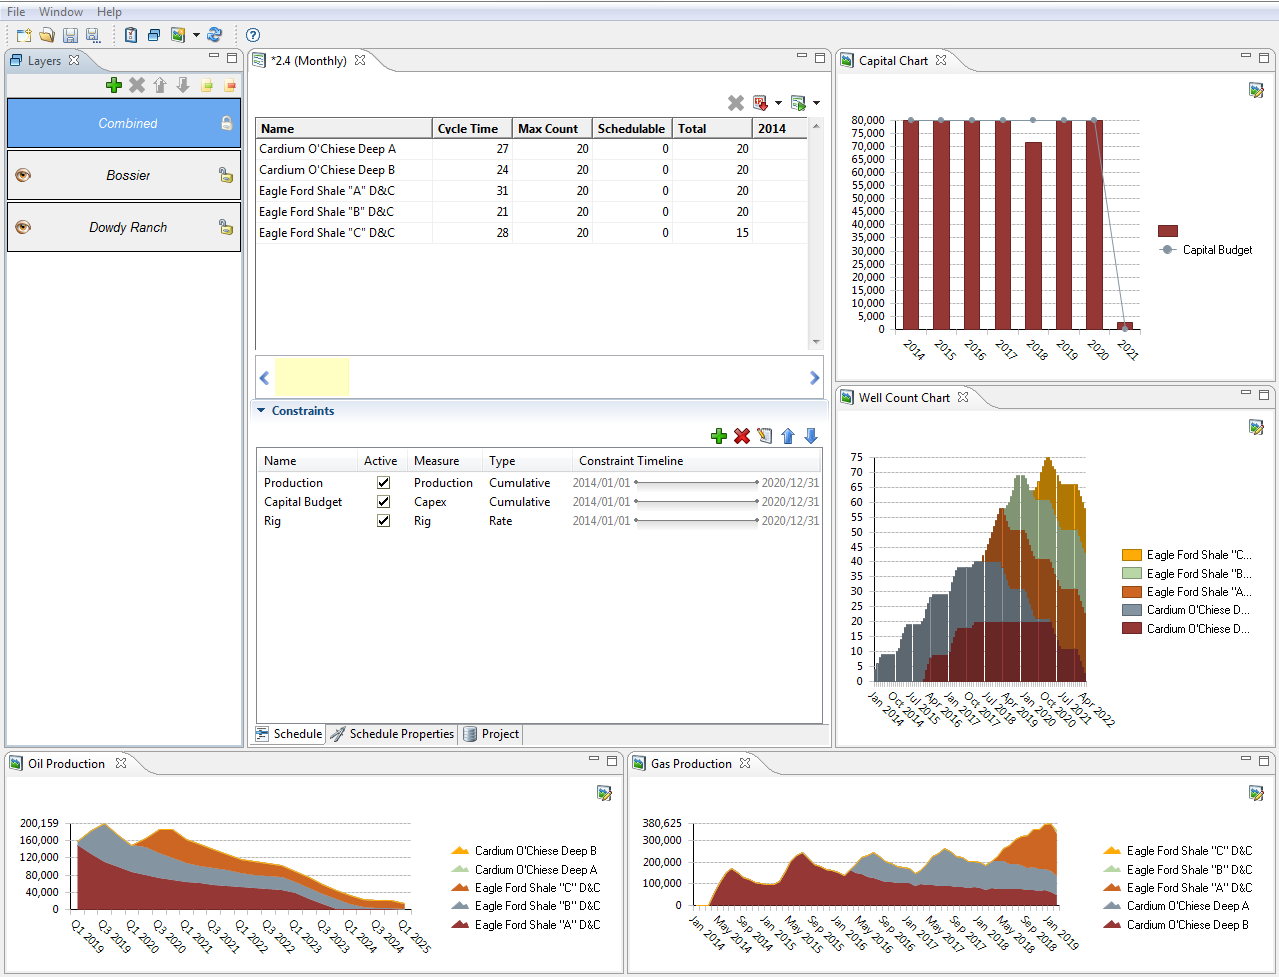 File Window Help
Layers
Combined
Bossier
Dowdy Ranch
*2.4 (Monthly)
Name Cycle Time Max Count Schedulable Total 2014
Cardium O'Chiese Deep A 27 20 0 20
Cardium O'Chiese Deep B 24 20 0 20
Eagle Ford Shale "A" D&C 31 20 0 20
Eagle Ford Shale "B" D&C 21 20 0 20
Eagle Ford Shale "C" D&C 28 20 0 15
Constraints
Name Active Measure Type Constraint Timeline
Production Production Cumulative 2014/01/01 2020/12/31
Capital Budget Capex Cumulative 2014/01/01 2020/12/31
Rig Rig Rate 2014/01/01 2020/12/31
Schedule Schedule Properties Project
Capital Chart
80,000
75,000
70,000
65,000
60,000
55,000
50,000
45,000
40,000
35,000
30,000
25,000
20,000
15,000
10,000
5,000
0
2014 2015 2016 2017 2018 2019 2020 2021
Capital Budget
Well Count Chart
75
70
65
60
55
50
45
40
35
30
25
20
15
10
5
0
Jan 2014 Oct 2014 Jul 2015 Apr 2016 Jan 2017 Oct 2017 Jul 2018 Apr 2019 Jan 2020 Oct 2020 Jul 2021 Apr 2022
Eagle Ford Shale "C...
Eagle Ford Shale "B...
Eagle Ford Shale "A...
Cardium O'Chiese D...
Cardium O'Chiese D...
Oil Production
200,159
160,000
120,000
80,000
40,000
0
Q1 2019 Q3 2019 Q1 2020 Q3 2020 Q1 2021 Q3 2021 Q1 2022 Q3 2022 Q1 2023 Q3 2023 Q1 2024 Q3 2024 Q1 2025
Cardium O'Chiese Deep B
Cardium O'Chiese Deep A
Eagle Ford Shale "C" D&C
Eagle Ford Shale "B" D&C
Eagle Ford Shale "A" D&C
Gas Production
380,625
300,000
200,000
100,000
0
Jan 2014 May 2014 Sep 2014 Jan 2015 May 2015 Sep 2015 Jan 2016 May 2016 Sep 2016 Jan 2017 May 2017 Sep 2017 Jan 2018 May 2018 Sep 2018 Jan 2019
Eagle Ford Shale "C" D&C
Eagle Ford Shale "B" D&C
Eagle Ford Shale "A" D&C
Cardium O'Chiese Deep A
Cardium O'Chiese Deep B